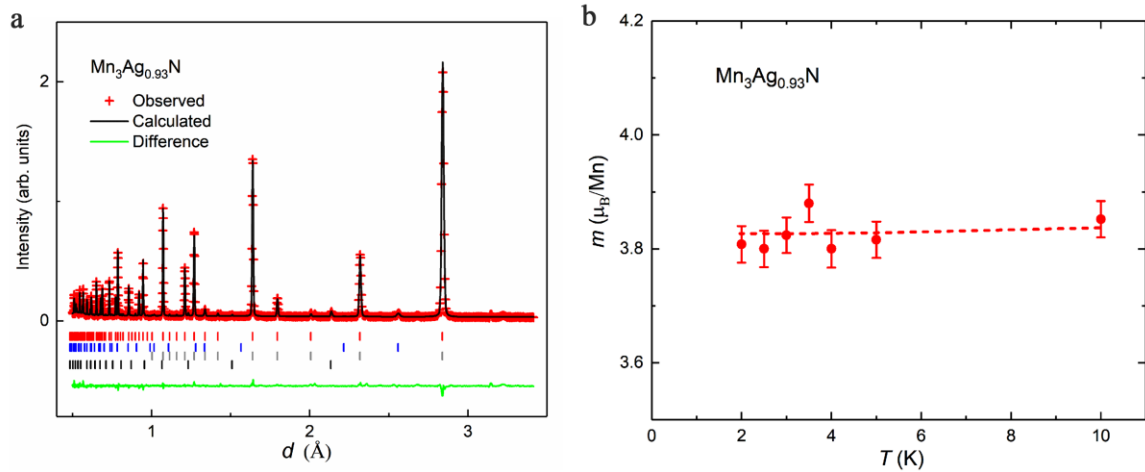 a
Mn₃Ag₀.₉₃N
Observed
Calculated
Difference
Intensity (arb. units)
2
0
1
2
3
d (Å)
b
Mn₃Ag₀.₉₃N
m (μB/Mn)
4.2
4.0
3.8
3.6
0
2
4
6
8
10
T (K)